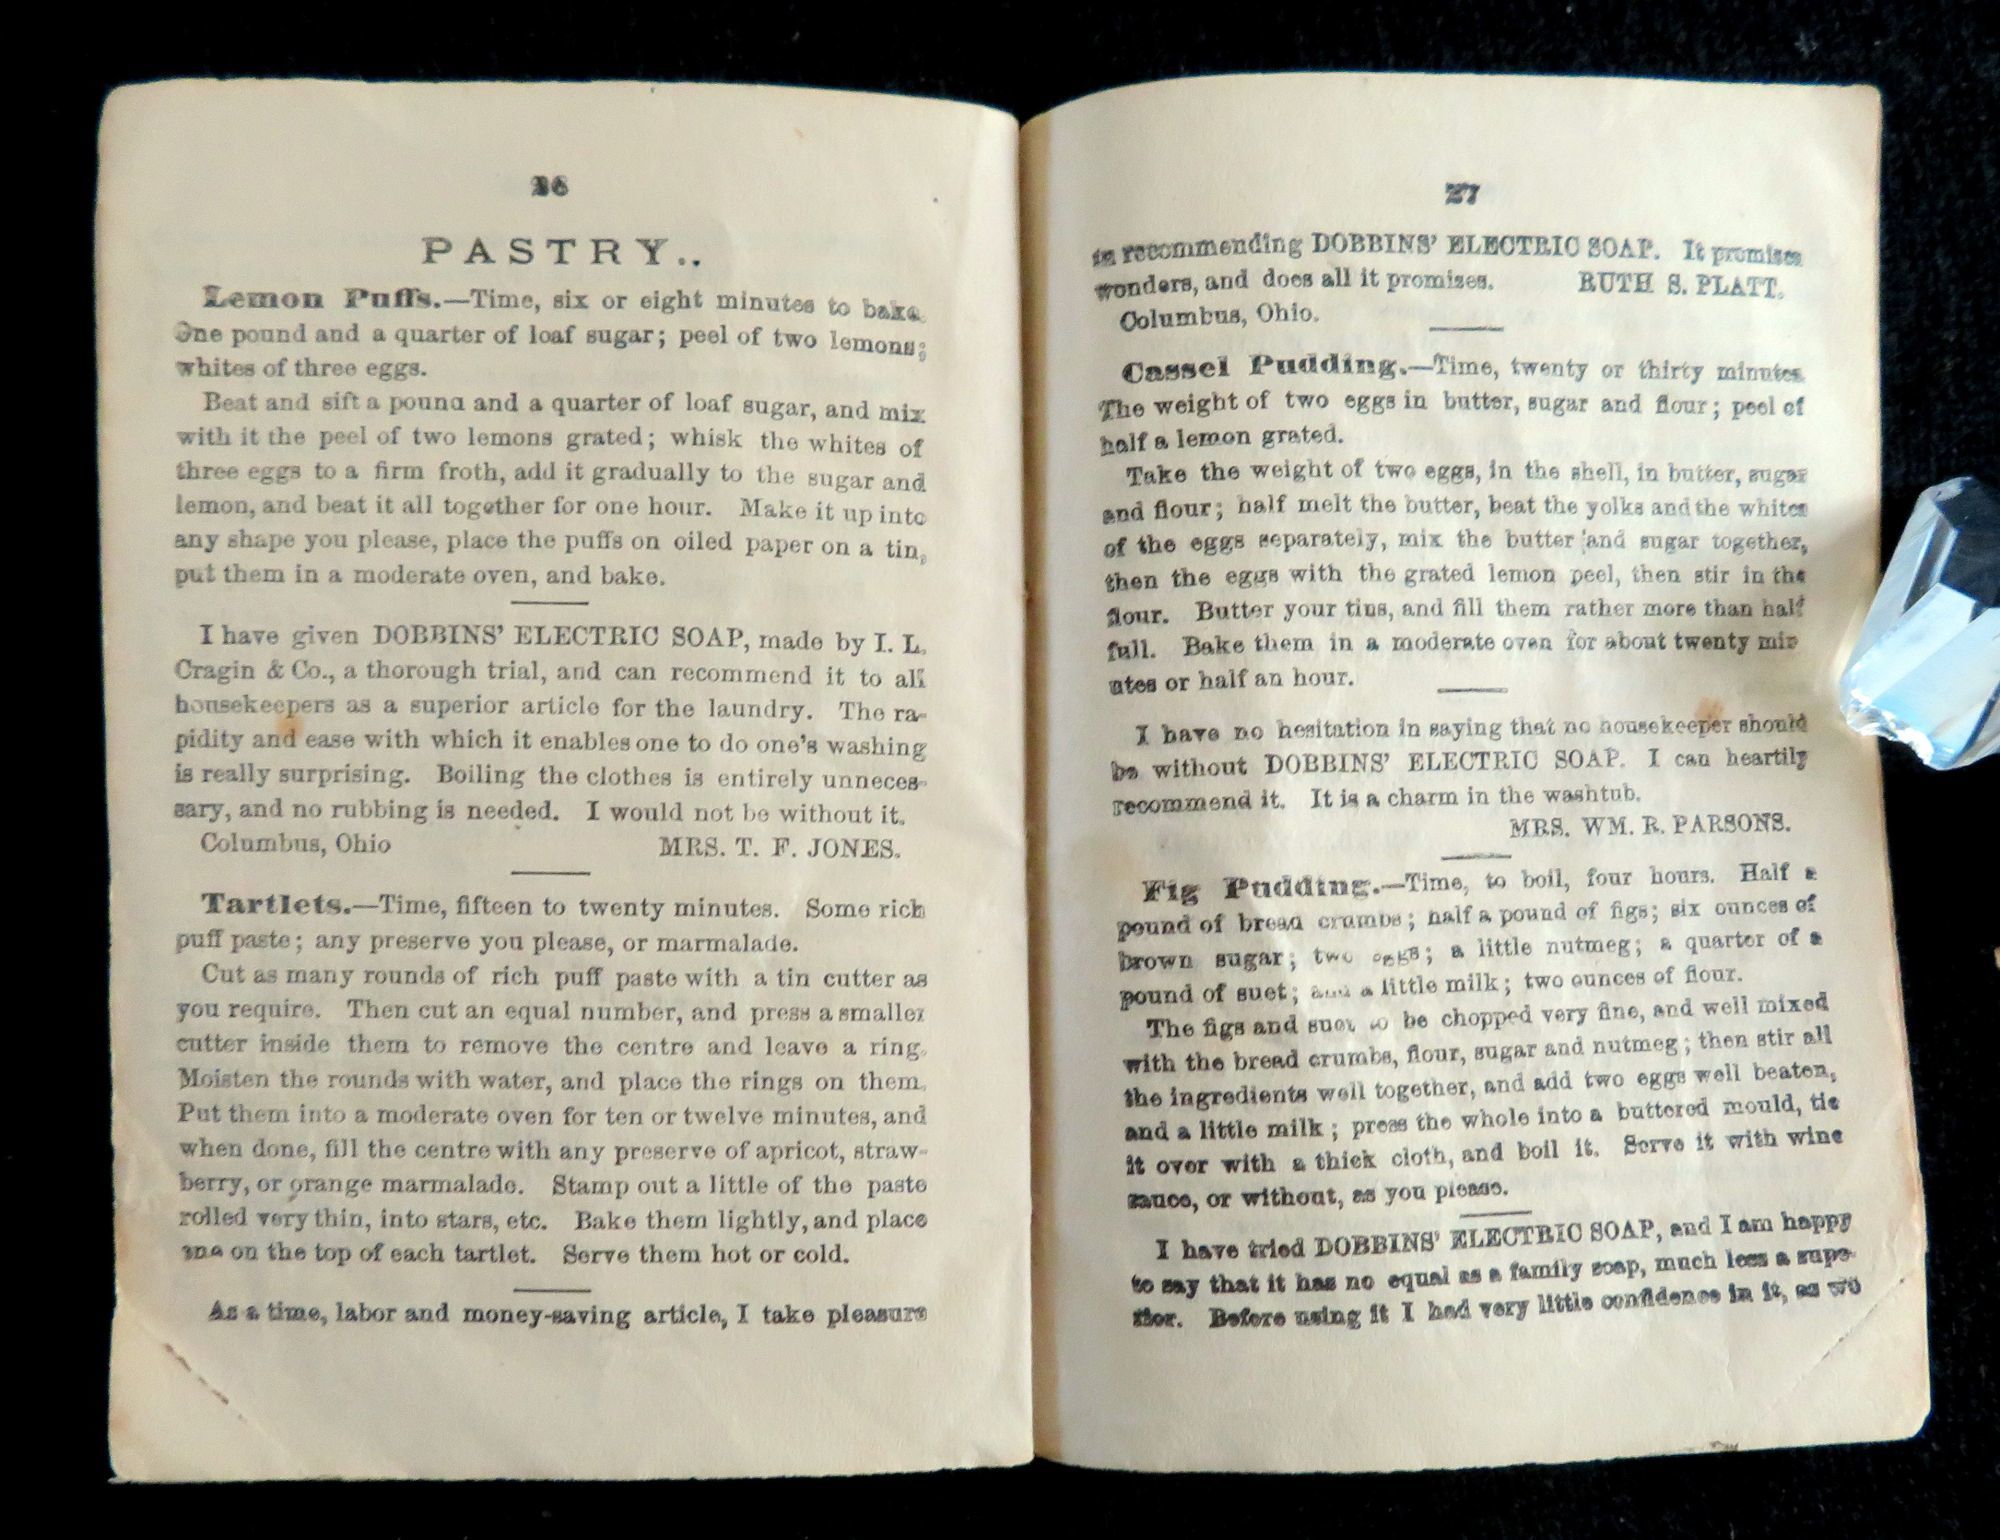 26
PASTRY..
Lemon Puffs.—Time, six or eight minutes to bake.
One pound and a quarter of loaf sugar; peel of two lemons;
whites of three eggs.
Beat and sift a pound and a quarter of loaf sugar, and mix
with it the peel of two lemons grated; whisk the whites of
three eggs to a firm froth, add it gradually to the sugar and
lemon, and beat it all together for one hour. Make it up into
any shape you please, place the puffs on oiled paper on a tin,
put them in a moderate oven, and bake.
I have given DOBBINS' ELECTRIC SOAP, made by I. L.
Cragin & Co., a thorough trial, and can recommend it to all
housekeepers as a superior article for the laundry. The ra-
pidity and ease with which it enables one to do one's washing
is really surprising. Boiling the clothes is entirely unneces-
sary, and no rubbing is needed. I would not be without it.
Columbus, Ohio MRS. T. F. JONES.
Tartlets.—Time, fifteen to twenty minutes. Some rich
puff paste; any preserve you please, or marmalade.
Cut as many rounds of rich puff paste with a tin cutter as
you require. Then cut an equal number, and press a smaller
cutter inside them to remove the centre and leave a ring.
Moisten the rounds with water, and place the rings on them.
Put them into a moderate oven for ten or twelve minutes, and
when done, fill the centre with any preserve of apricot, straw-
berry, or orange marmalade. Stamp out a little of the paste
rolled very thin, into stars, etc. Bake them lightly, and place
one on the top of each tartlet. Serve them hot or cold.
As a time, labor and money-saving article, I take pleasure
27
in recommending DOBBINS' ELECTRIC SOAP. It promises
wonders, and does all it promises. RUTH S. PLATT.
Columbus, Ohio.
Cassel Pudding.—Time, twenty or thirty minutes.
The weight of two eggs in butter, sugar and flour; peel of
half a lemon grated.
Take the weight of two eggs, in the shell, in butter, sugar
and flour; half melt the butter, beat the yolks and the whites
of the eggs separately, mix the butter and sugar together,
then the eggs with the grated lemon peel, then stir in the
flour. Butter your tins, and fill them rather more than half
full. Bake them in a moderate oven for about twenty min
utes or half an hour.
I have no hesitation in saying that no housekeeper should
be without DOBBINS' ELECTRIC SOAP. I can heartily
recommend it. It is a charm in the washtub.
MRS. WM. R. PARSONS.
Fig Pudding.—Time, to boil, four hours. Half a
pound of bread crumbs; half a pound of figs; six ounces of
brown sugar; two eggs; a little nutmeg; a quarter of a
pound of suet; and a little milk; two ounces of flour.
The figs and suet to be chopped very fine, and well mixed
with the bread crumbs, flour, sugar and nutmeg; then stir all
the ingredients well together, and add two eggs well beaten,
and a little milk; press the whole into a buttered mould, tie
it over with a thick cloth, and boil it. Serve it with wine
sauce, or without, as you please.
I have tried DOBBINS' ELECTRIC SOAP, and I am happy
to say that it has no equal as a family soap, much less a supe-
rior. Before using it I had very little confidence in it, as we